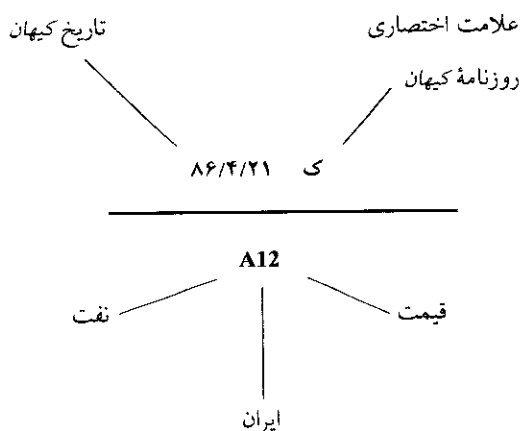 علامت اختصاری
روزنامهٔ کیهان
تاریخ کیهان
ک ۸۶/۴/۲۱
A12
قیمت
نفت
ایران